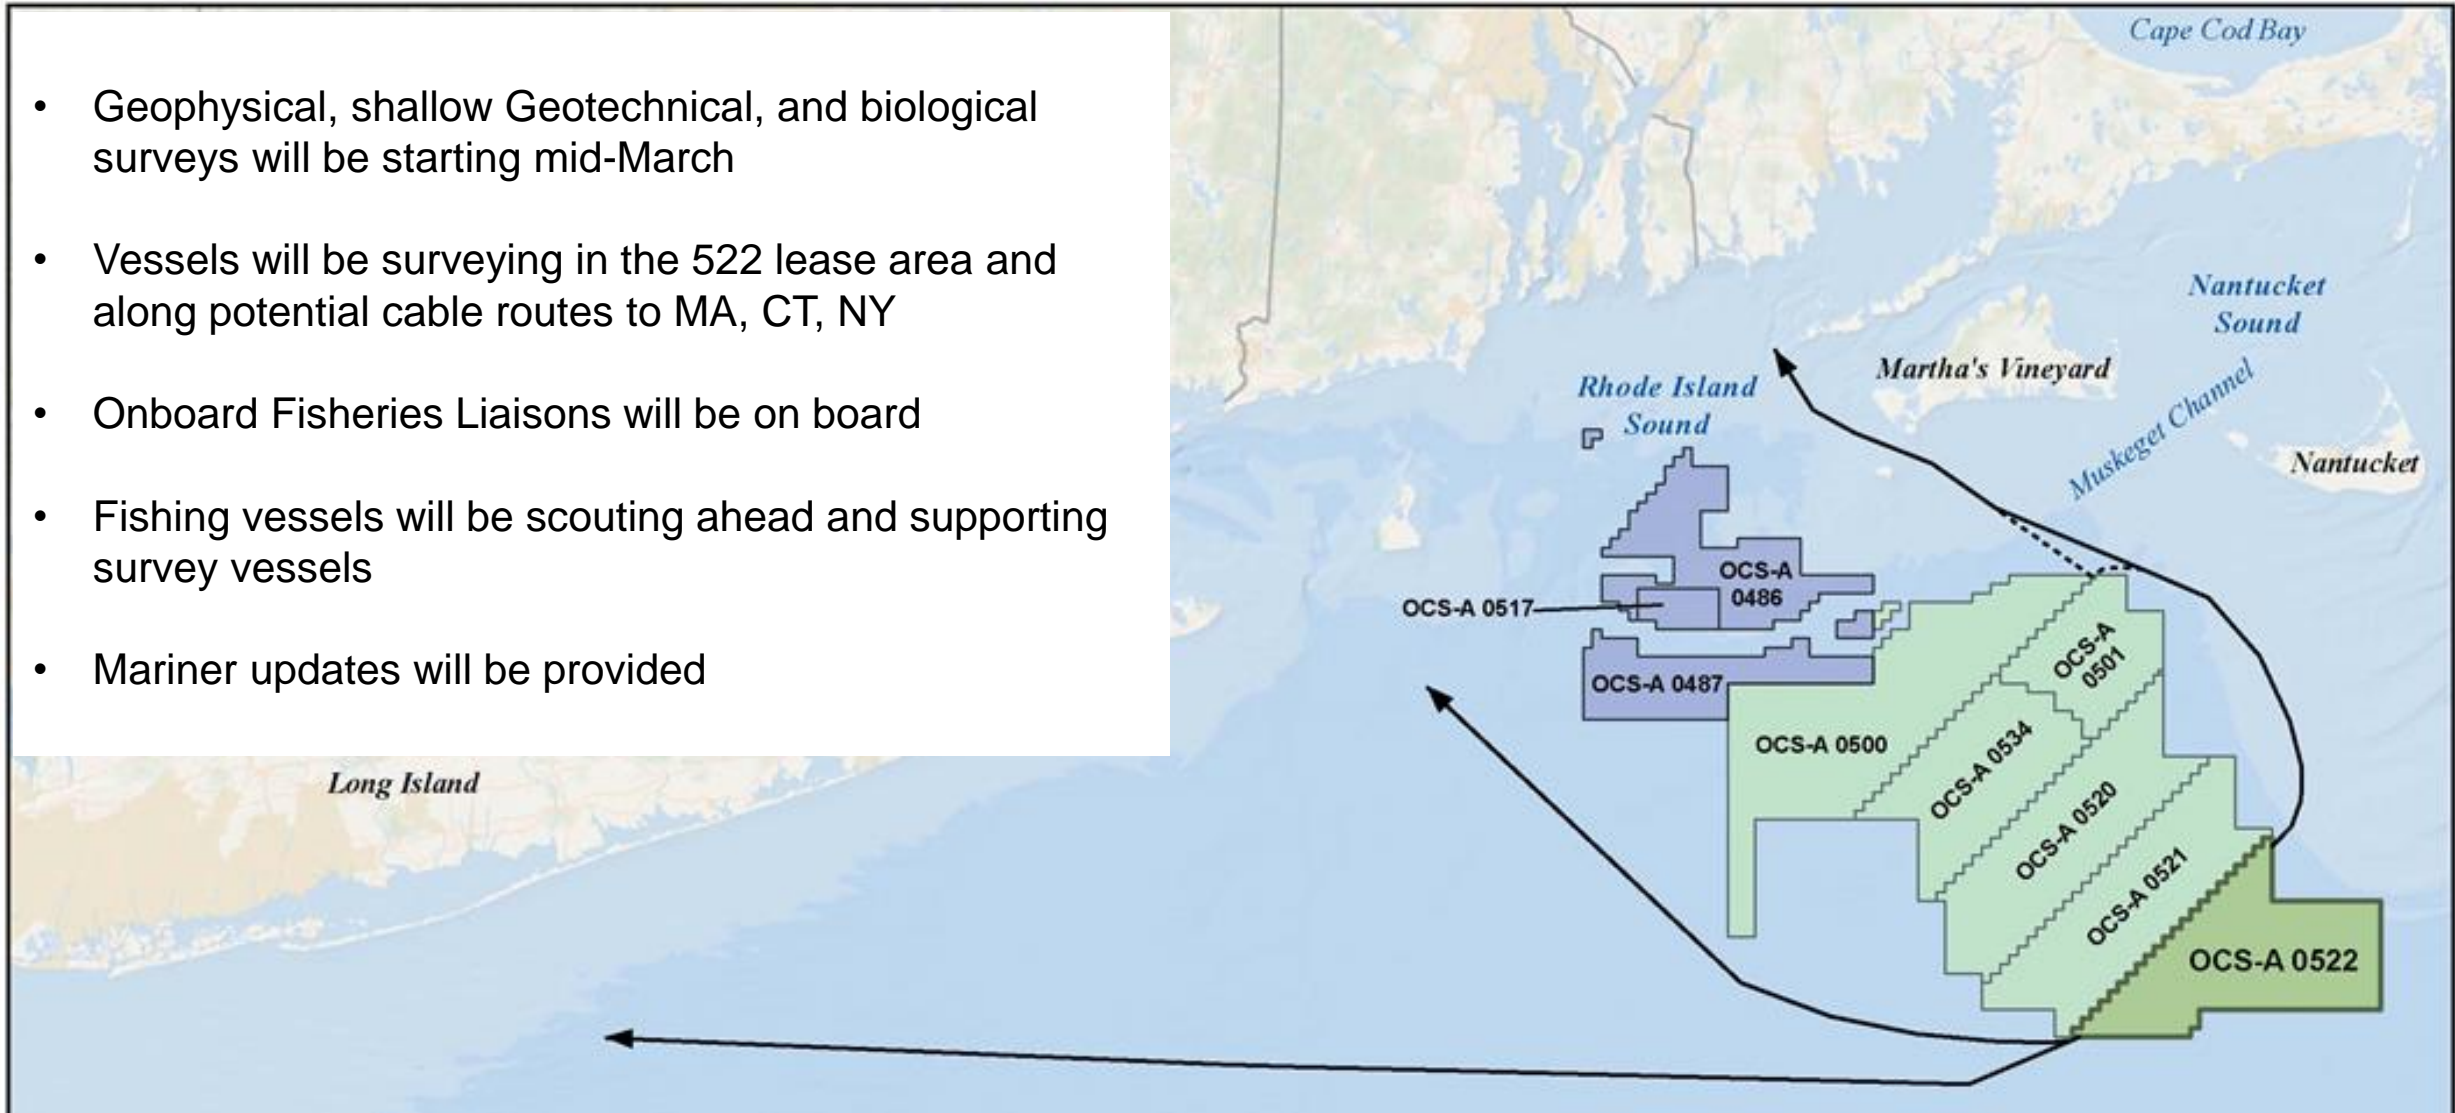 • Geophysical, shallow Geotechnical, and biological
surveys will be starting mid-March
• Vessels will be surveying in the 522 lease area and
along potential cable routes to MA, CT, NY
• Onboard Fisheries Liaisons will be on board
• Fishing vessels will be scouting ahead and supporting
survey vessels
• Mariner updates will be provided
Cape Cod Bay
Nantucket
Sound
Martha's Vineyard
Rhode Island
Sound
Muskeget Channel
Nantucket
OCS-A
0486
OCS-A 0517
OCS-A
0501
OCS-A 0487
OCS-A 0500
OCS-A 0534
Long Island
OCS-A 0520
OCS-A 0521
OCS-A 0522